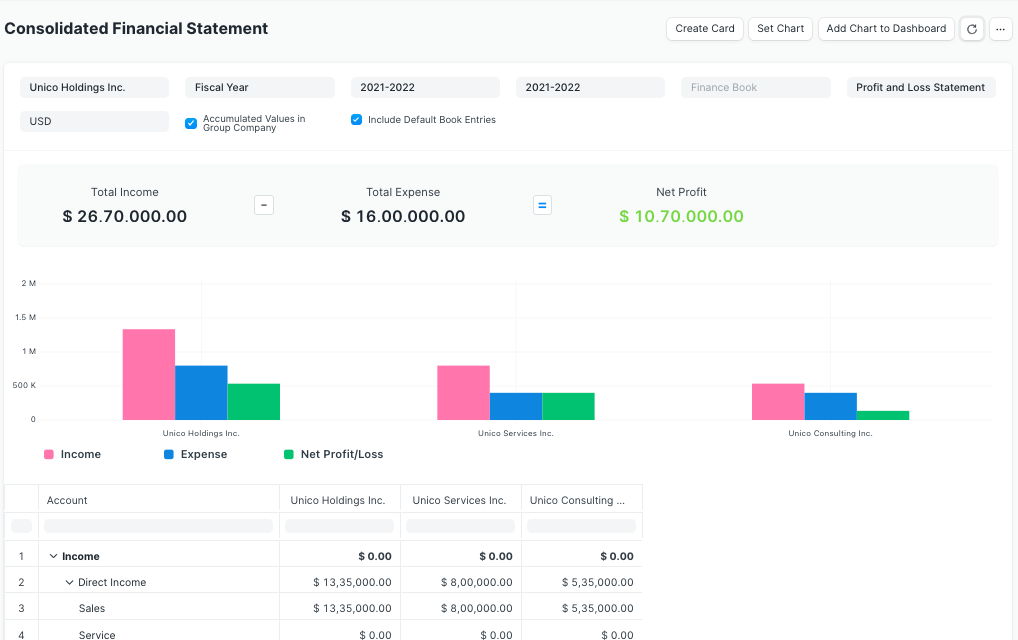 Consolidated Financial Statement
Create Card
Set Chart
Add Chart to Dashboard
...
Unico Holdings Inc.
Fiscal Year
2021-2022
2021-2022
Finance Book
Profit and Loss Statement
USD
Accumulated Values in
Group Company
Include Default Book Entries
Total Income
Total Expense
Net Profit
$ 26.70.000.00
-
$ 16.00.000.00
=
$ 10.70.000.00
2 M
1.5 M
1 M
500 K
0
Unico Holdings Inc.
Unico Services Inc.
Unico Consulting Inc.
Income
Expense
Net Profit/Loss
Account
Unico Holdings Inc.
Unico Services Inc.
Unico Consulting ...
1 Income $ 0.00 $ 0.00 $ 0.00
2 Direct Income $ 13,35,000.00 $ 8,00,000.00 $ 5,35,000.00
3 Sales $ 13,35,000.00 $ 8,00,000.00 $ 5,35,000.00
4 Service $ 0.00 $ 0.00 $ 0.00